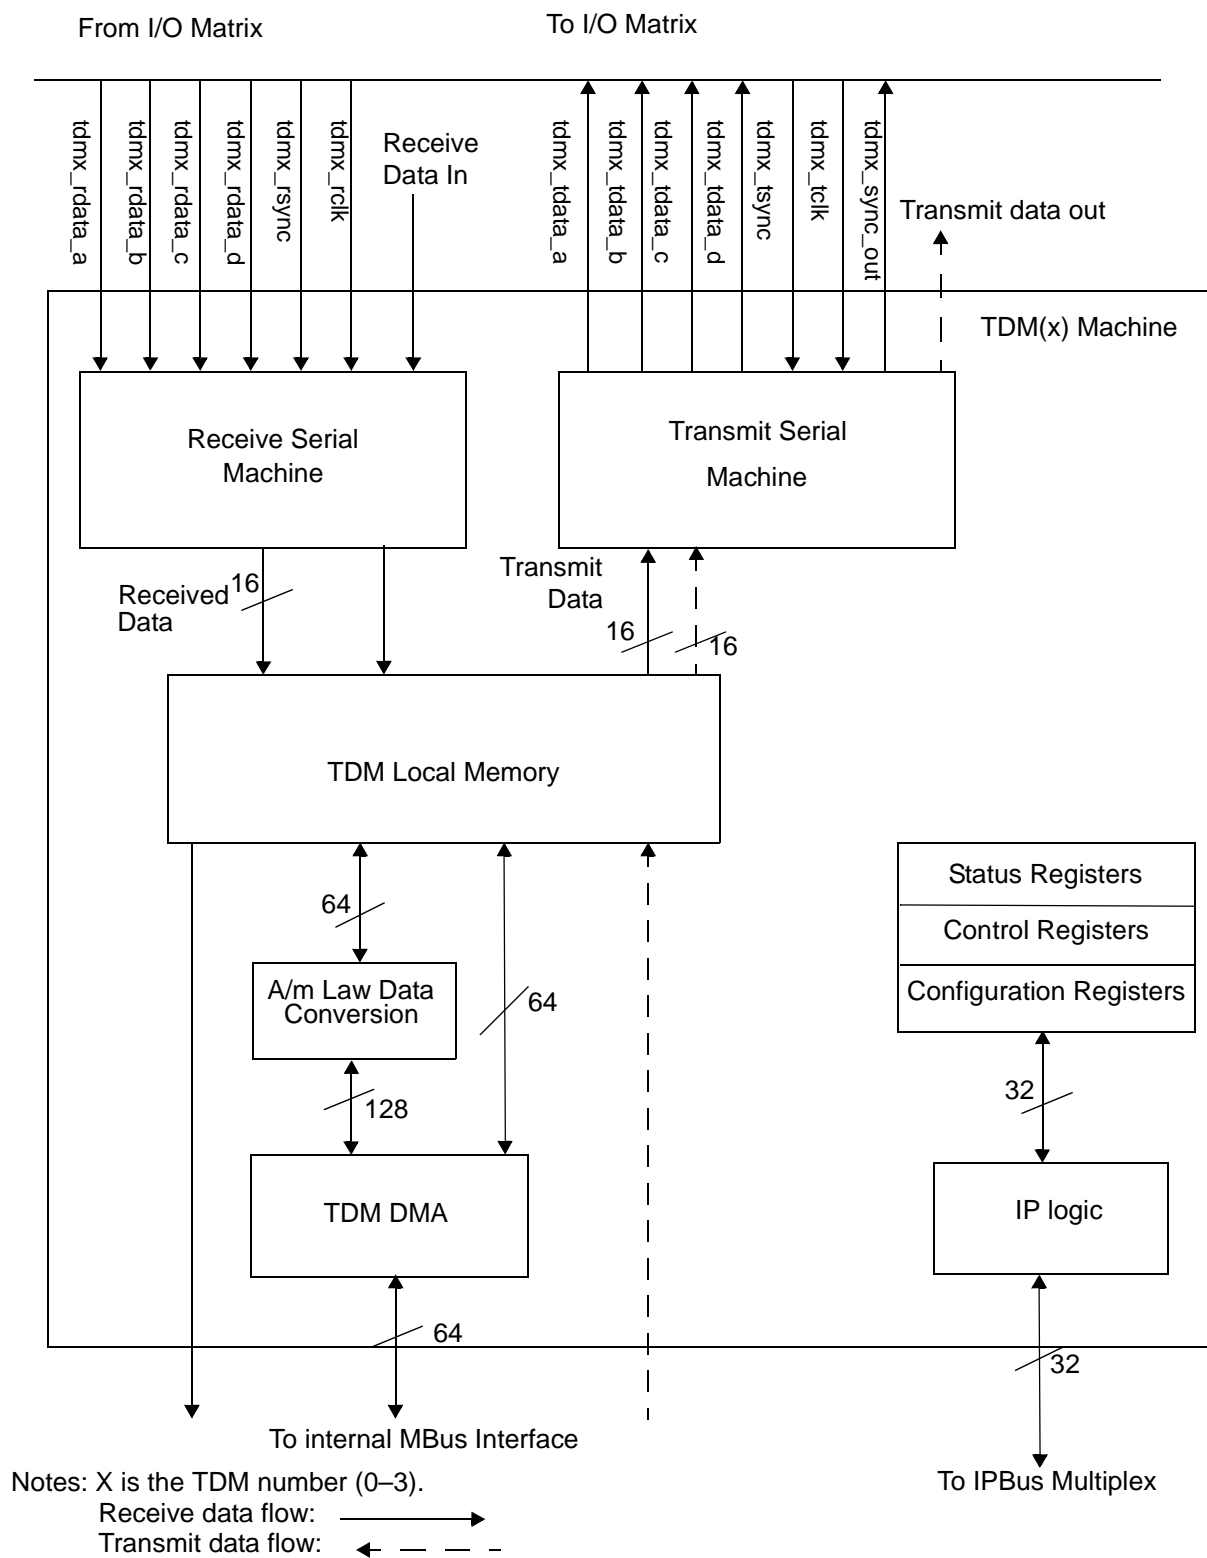 From I/O Matrix
To I/O Matrix
tdmx_rdata_a
tdmx_rdata_b
tdmx_rdata_c
tdmx_rdata_d
tdmx_rsync
tdmx_rclk
Receive
Data In
tdmx_tdata_a
tdmx_tdata_b
tdmx_tdata_c
tdmx_tdata_d
tdmx_tsync
tdmx_tclk
tdmx_sync_out
Transmit data out
TDM(x) Machine
Receive Serial
Machine
Transmit Serial
Machine
Received
Data
16
Transmit
Data
16
16
TDM Local Memory
64
A/m Law Data
Conversion
64
128
TDM DMA
64
Status Registers
Control Registers
Configuration Registers
32
IP logic
32
To internal MBus Interface
To IPBus Multiplex
Notes: X is the TDM number (0–3).
Receive data flow:
Transmit data flow: